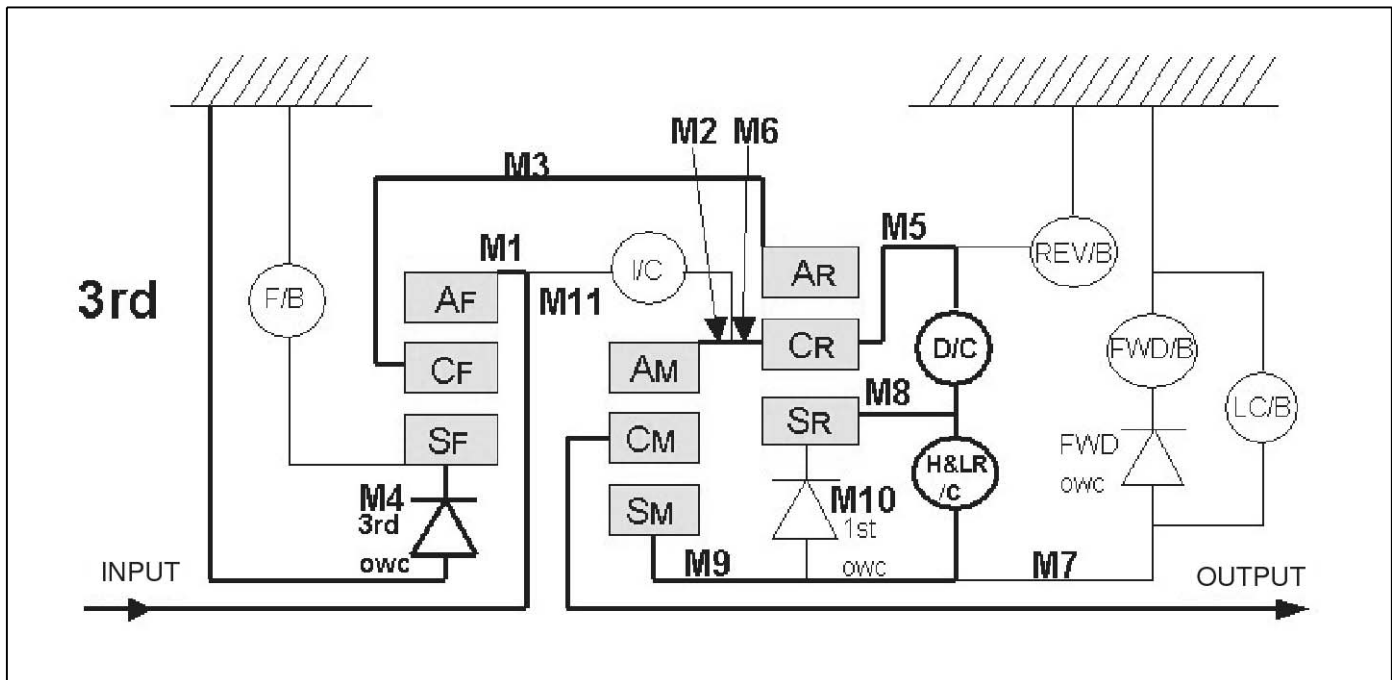 M2 M6
M3
M5
M1
I/C
AR
REV/B
3rd
F/B
AF
M11
CR
D/C
FWD/B
CF
AM
M8
LC/B
SF
CM
SR
H&LR
/C
FWD
owc
M4
3rd
owc
SM
M10
1st
owc
INPUT
M9
M7
OUTPUT